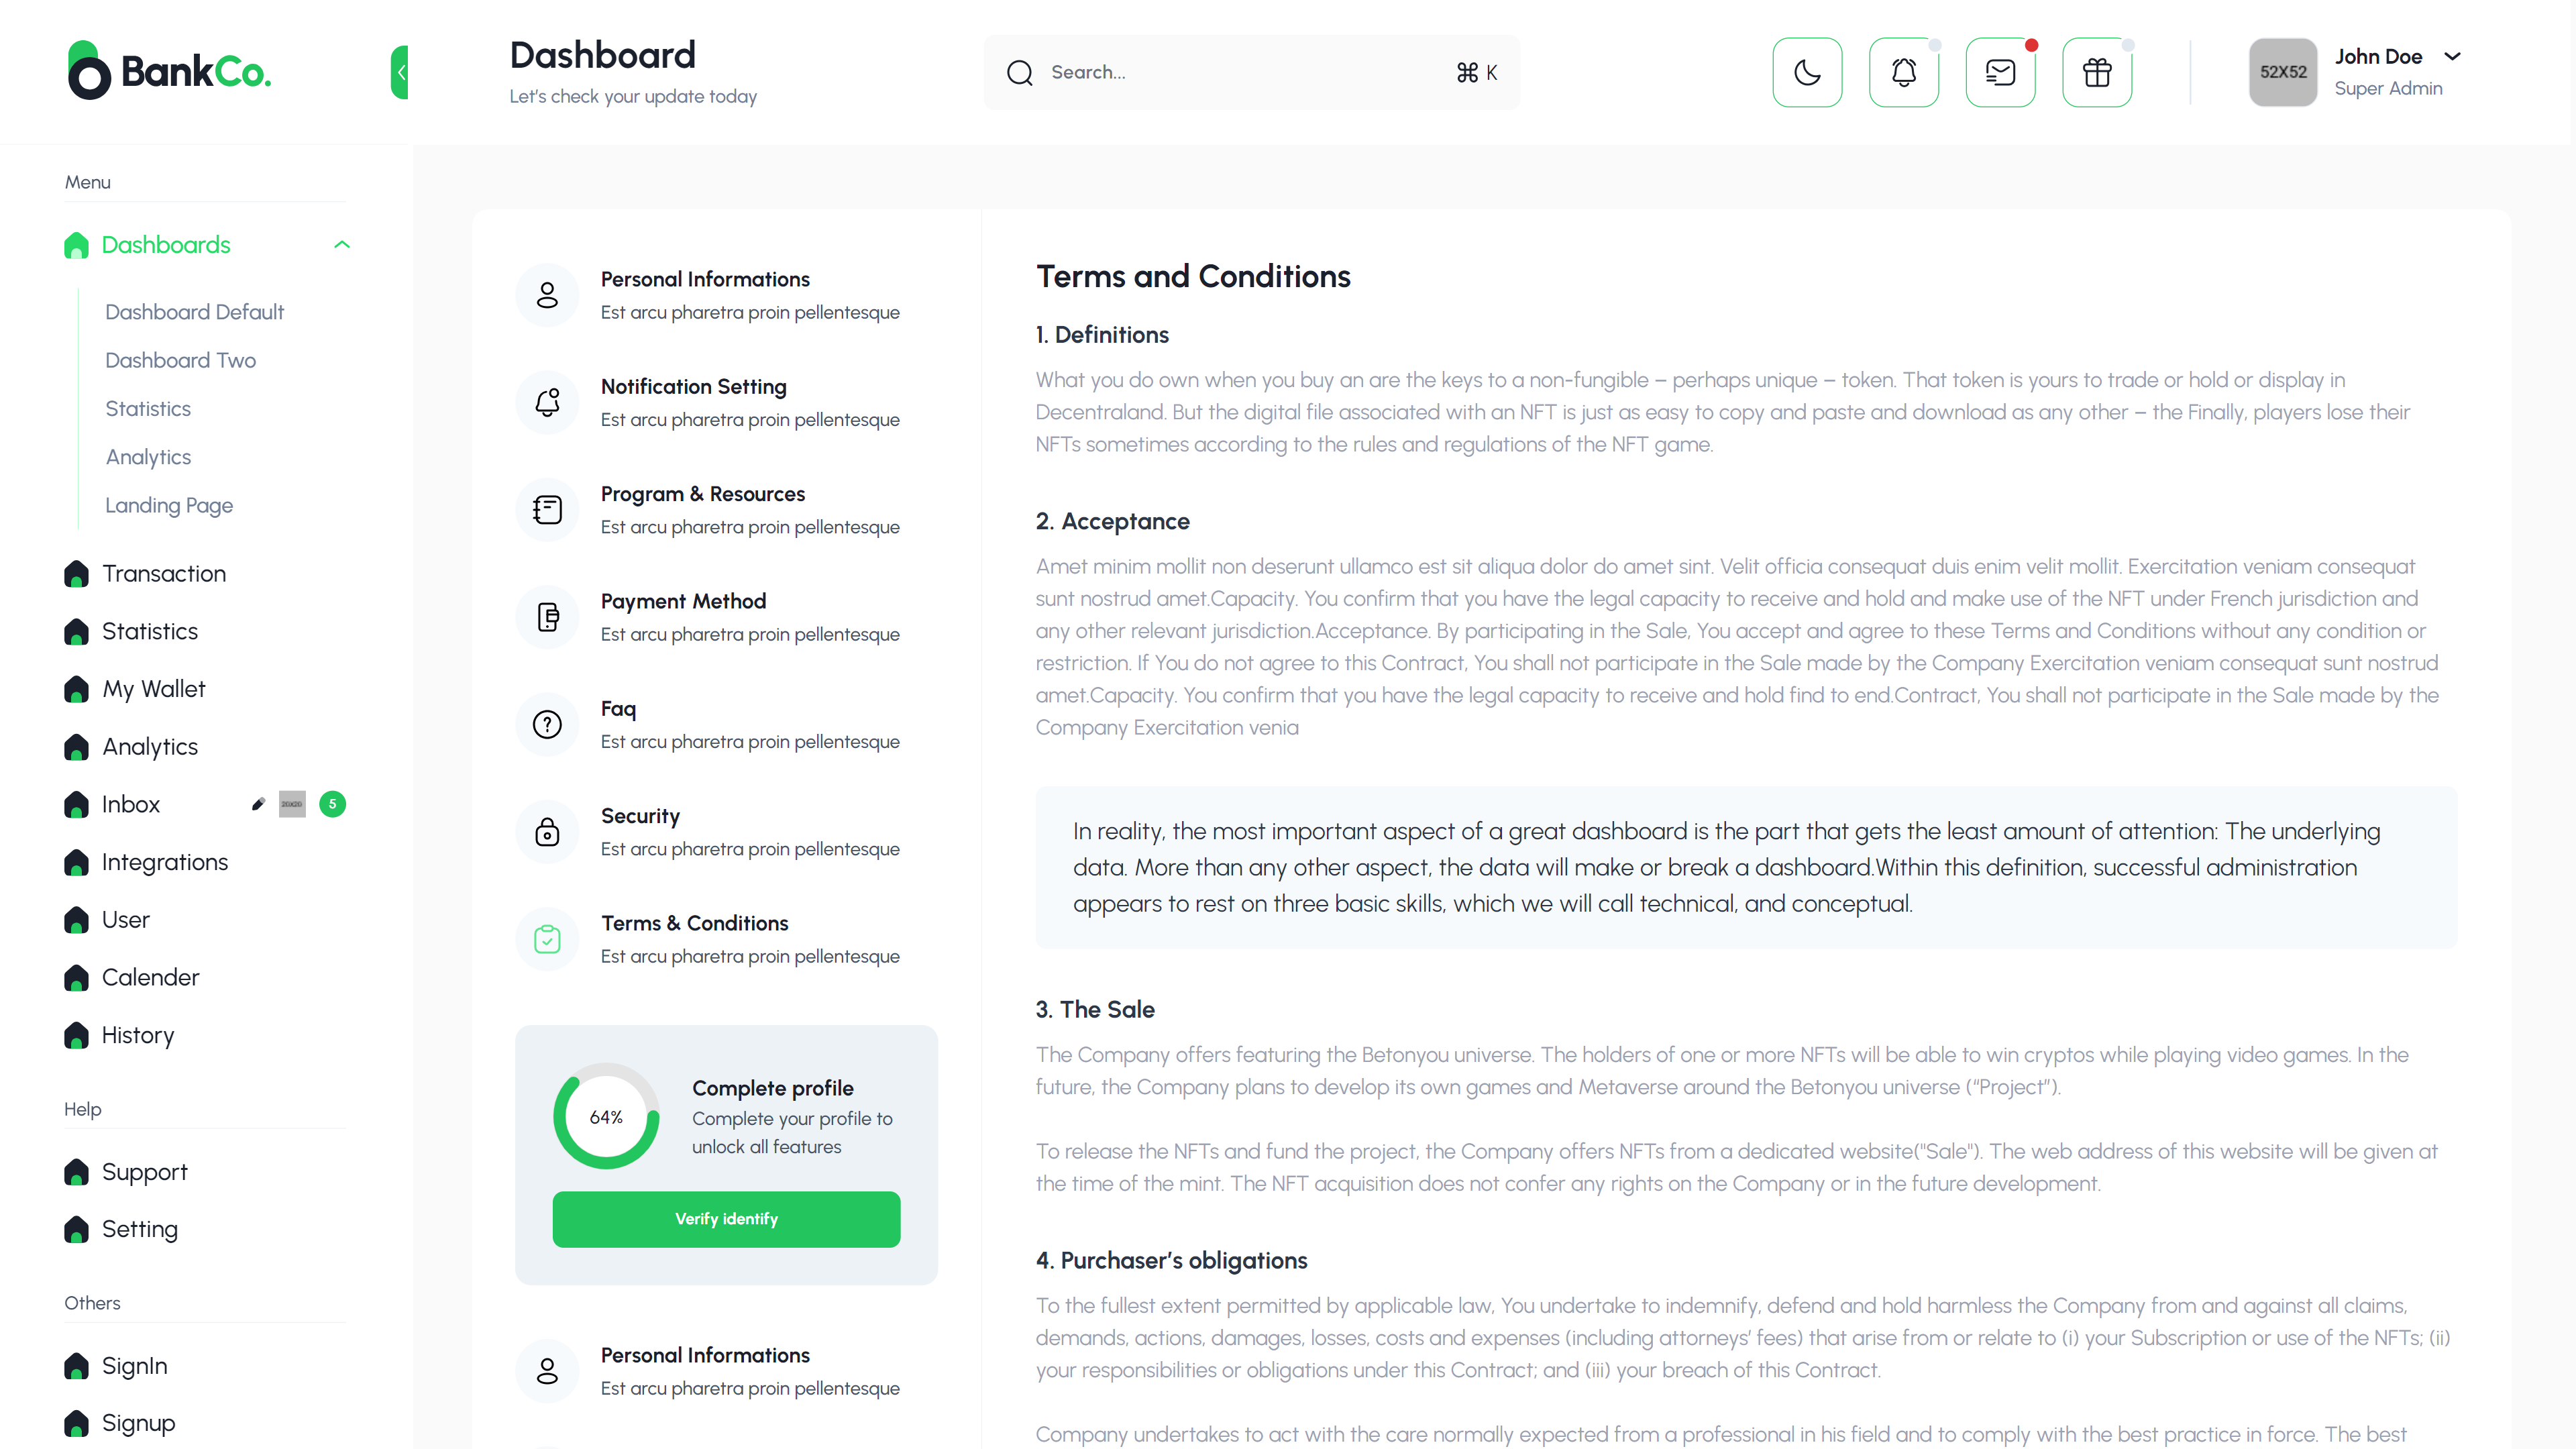 BankCo.
Dashboard
Let's check your update today
Search...
⌘ K
52X52
John Doe
Super Admin
Menu
Dashboards
Dashboard Default
Dashboard Two
Statistics
Analytics
Landing Page
Transaction
Statistics
My Wallet
Analytics
Inbox
20X20
5
Integrations
User
Calender
History
Help
Support
Setting
Others
SignIn
Signup
Personal Informations
Est arcu pharetra proin pellentesque
Notification Setting
Est arcu pharetra proin pellentesque
Program & Resources
Est arcu pharetra proin pellentesque
Payment Method
Est arcu pharetra proin pellentesque
Faq
Est arcu pharetra proin pellentesque
Security
Est arcu pharetra proin pellentesque
Terms & Conditions
Est arcu pharetra proin pellentesque
64%
Complete profile
Complete your profile to
unlock all features
Verify identify
Personal Informations
Est arcu pharetra proin pellentesque
Terms and Conditions
1. Definitions
What you do own when you buy an are the keys to a non-fungible – perhaps unique – token. That token is yours to trade or hold or display in
Decentraland. But the digital file associated with an NFT is just as easy to copy and paste and download as any other – the Finally, players lose their
NFTs sometimes according to the rules and regulations of the NFT game.
2. Acceptance
Amet minim mollit non deserunt ullamco est sit aliqua dolor do amet sint. Velit officia consequat duis enim velit mollit. Exercitation veniam consequat
sunt nostrud amet.Capacity. You confirm that you have the legal capacity to receive and hold and make use of the NFT under French jurisdiction and
any other relevant jurisdiction.Acceptance. By participating in the Sale, You accept and agree to these Terms and Conditions without any condition or
restriction. If You do not agree to this Contract, You shall not participate in the Sale made by the Company Exercitation veniam consequat sunt nostrud
amet.Capacity. You confirm that you have the legal capacity to receive and hold find to end.Contract, You shall not participate in the Sale made by the
Company Exercitation venia
In reality, the most important aspect of a great dashboard is the part that gets the least amount of attention: The underlying
data. More than any other aspect, the data will make or break a dashboard.Within this definition, successful administration
appears to rest on three basic skills, which we will call technical, and conceptual.
3. The Sale
The Company offers featuring the Betonyou universe. The holders of one or more NFTs will be able to win cryptos while playing video games. In the
future, the Company plans to develop its own games and Metaverse around the Betonyou universe (“Project”).
To release the NFTs and fund the project, the Company offers NFTs from a dedicated website("Sale"). The web address of this website will be given at
the time of the mint. The NFT acquisition does not confer any rights on the Company or in the future development.
4. Purchaser’s obligations
To the fullest extent permitted by applicable law, You undertake to indemnify, defend and hold harmless the Company from and against all claims,
demands, actions, damages, losses, costs and expenses (including attorneys’ fees) that arise from or relate to (i) your Subscription or use of the NFTs; (ii)
your responsibilities or obligations under this Contract; and (iii) your breach of this Contract.
Company undertakes to act with the care normally expected from a professional in his field and to comply with the best practice in force. The best